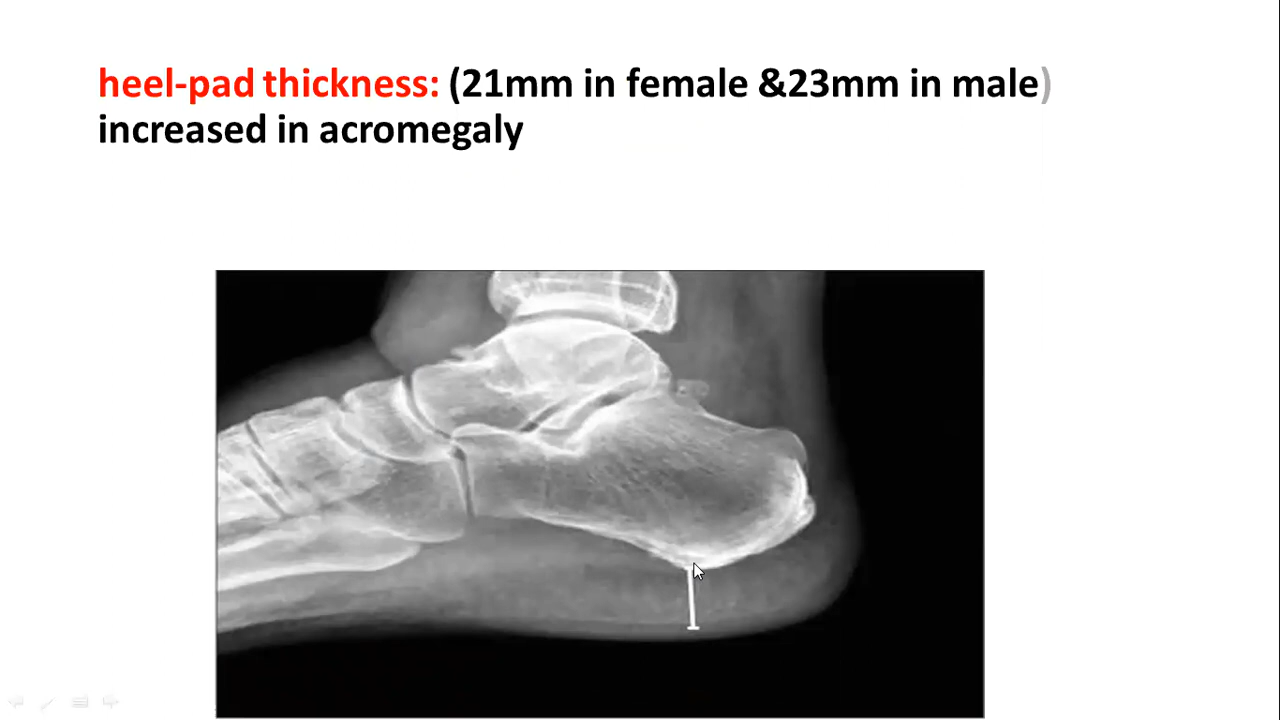 heel-pad thickness: (21mm in female &23mm in male)
increased in acromegaly